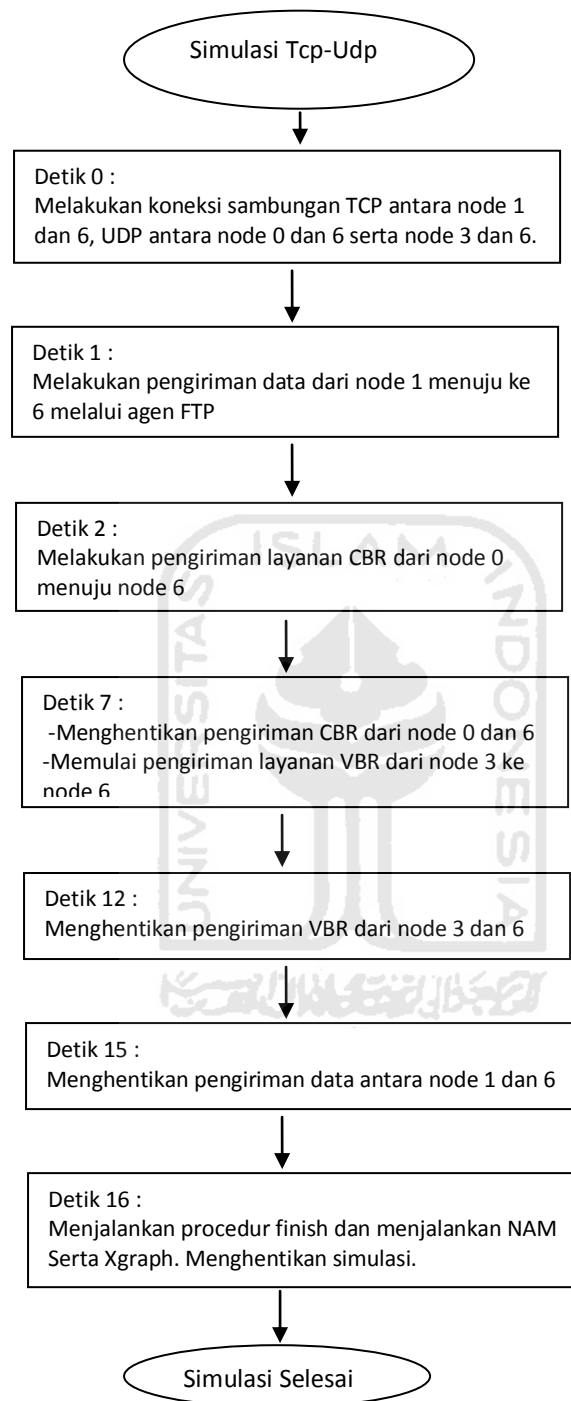 Simulasi Tcp-Udp
Detik 0 :
Melakukan koneksi sambungan TCP antara node 1
dan 6, UDP antara node 0 dan 6 serta node 3 dan 6.
Detik 1 :
Melakukan pengiriman data dari node 1 menuju ke
6 melalui agen FTP
Detik 2 :
Melakukan pengiriman layanan CBR dari node 0
menuju node 6
Detik 7 :
-Menghentikan pengiriman CBR dari node 0 dan 6
-Memulai pengiriman layanan VBR dari node 3 ke
node 6
Detik 12 :
Menghentikan pengiriman VBR dari node 3 dan 6
Detik 15 :
Menghentikan pengiriman data antara node 1 dan 6
Detik 16 :
Menjalankan procedur finish dan menjalankan NAM
Serta Xgraph. Menghentikan simulasi.
Simulasi Selesai
UNIVERSITAS
ISLAM
INDONESIA